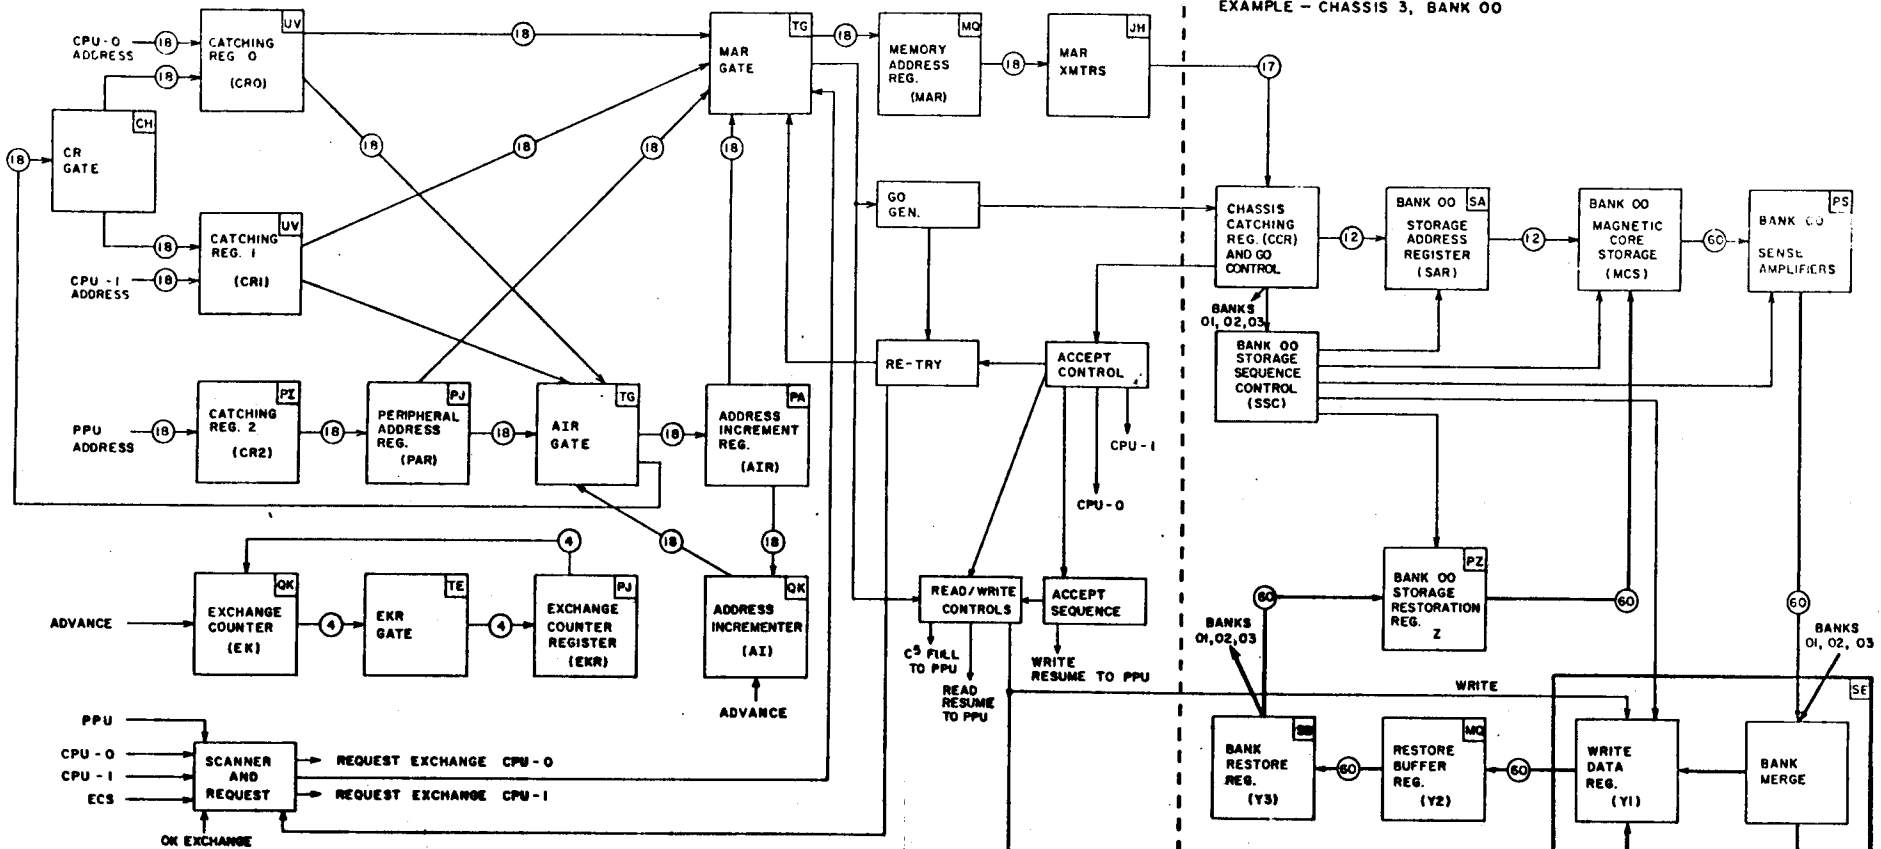 EXAMPLE - CHASSIS 3, BANK 00
CPU-0
ADDRESS
18
18
UV
CATCHING
REG 0
(CR0)
18
TG
MAR
GATE
18
MQ
MEMORY
ADDRESS
REG.
(MAR)
18
JH
MAR
XMTRS
17
18
CH
CR
GATE
18
18
18
18
18
UV
CATCHING
REG. 1
(CR1)
18
CPU-1
ADDRESS
18
GO
GEN.
CHASSIS
CATCHING
REG. (CCR)
AND GO
CONTROL
12
BANK 00
SA
STORAGE
ADDRESS
REGISTER
(SAR)
12
BANK 00
MAGNETIC
CORE
STORAGE
(MCS)
60
PS
BANK 00
SENSE
AMPLIFIERS
BANKS
01, 02, 03
BANK 00
STORAGE
SEQUENCE
CONTROL
(SSC)
RE-TRY
ACCEPT
CONTROL
CPU-1
CPU-0
PPU
ADDRESS
18
PZ
CATCHING
REG. 2
(CR2)
18
PJ
PERIPHERAL
ADDRESS
REG.
(PAR)
18
TG
AIR
GATE
18
PA
ADDRESS
INCREMENT
REG.
(AIR)
18
18
4
ADVANCE
QK
EXCHANGE
COUNTER
(EK)
4
TE
EKR
GATE
4
PJ
EXCHANGE
COUNTER
REGISTER
(EKR)
QK
ADDRESS
INCREMENTER
(AI)
ADVANCE
READ/WRITE
CONTROLS
ACCEPT
SEQUENCE
C5 FULL
TO PPU
READ
RESUME
TO PPU
WRITE
RESUME TO PPU
60
PZ
BANK 00
STORAGE
RESTORATION
REG.
Z
60
60
BANKS
01,02,03
BANKS
01, 02, 03
WRITE
SE
PPU
CPU-0
CPU-1
ECS
SCANNER
AND
REQUEST
REQUEST EXCHANGE CPU-0
REQUEST EXCHANGE CPU-1
OK EXCHANGE
BANK
RESTORE
REG.
(Y3)
60
MQ
RESTORE
BUFFER
REG.
(Y2)
60
WRITE
DATA
REG.
(Y1)
BANK
MERGE